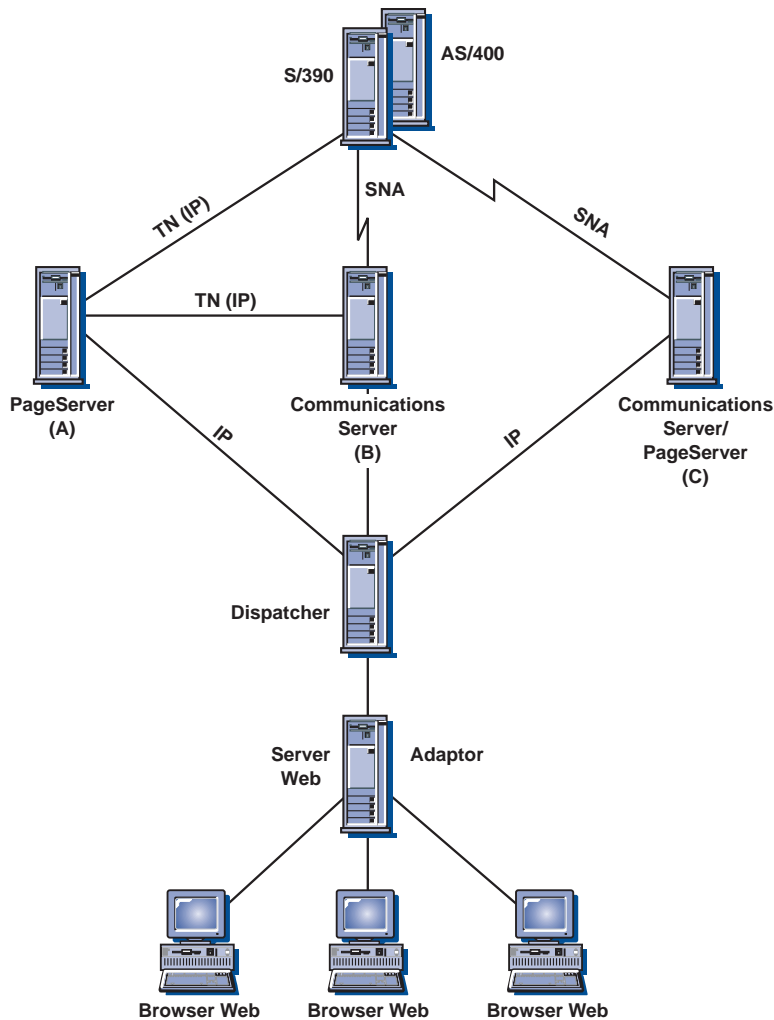 AS/400
S/390
SNA
TN (IP)
SNA
TN (IP)
PageServer
(A)
Communications
Server
(B)
Communications
Server/
PageServer
(C)
IP
IP
Dispatcher
Server
Web
Adaptor
Browser Web
Browser Web
Browser Web